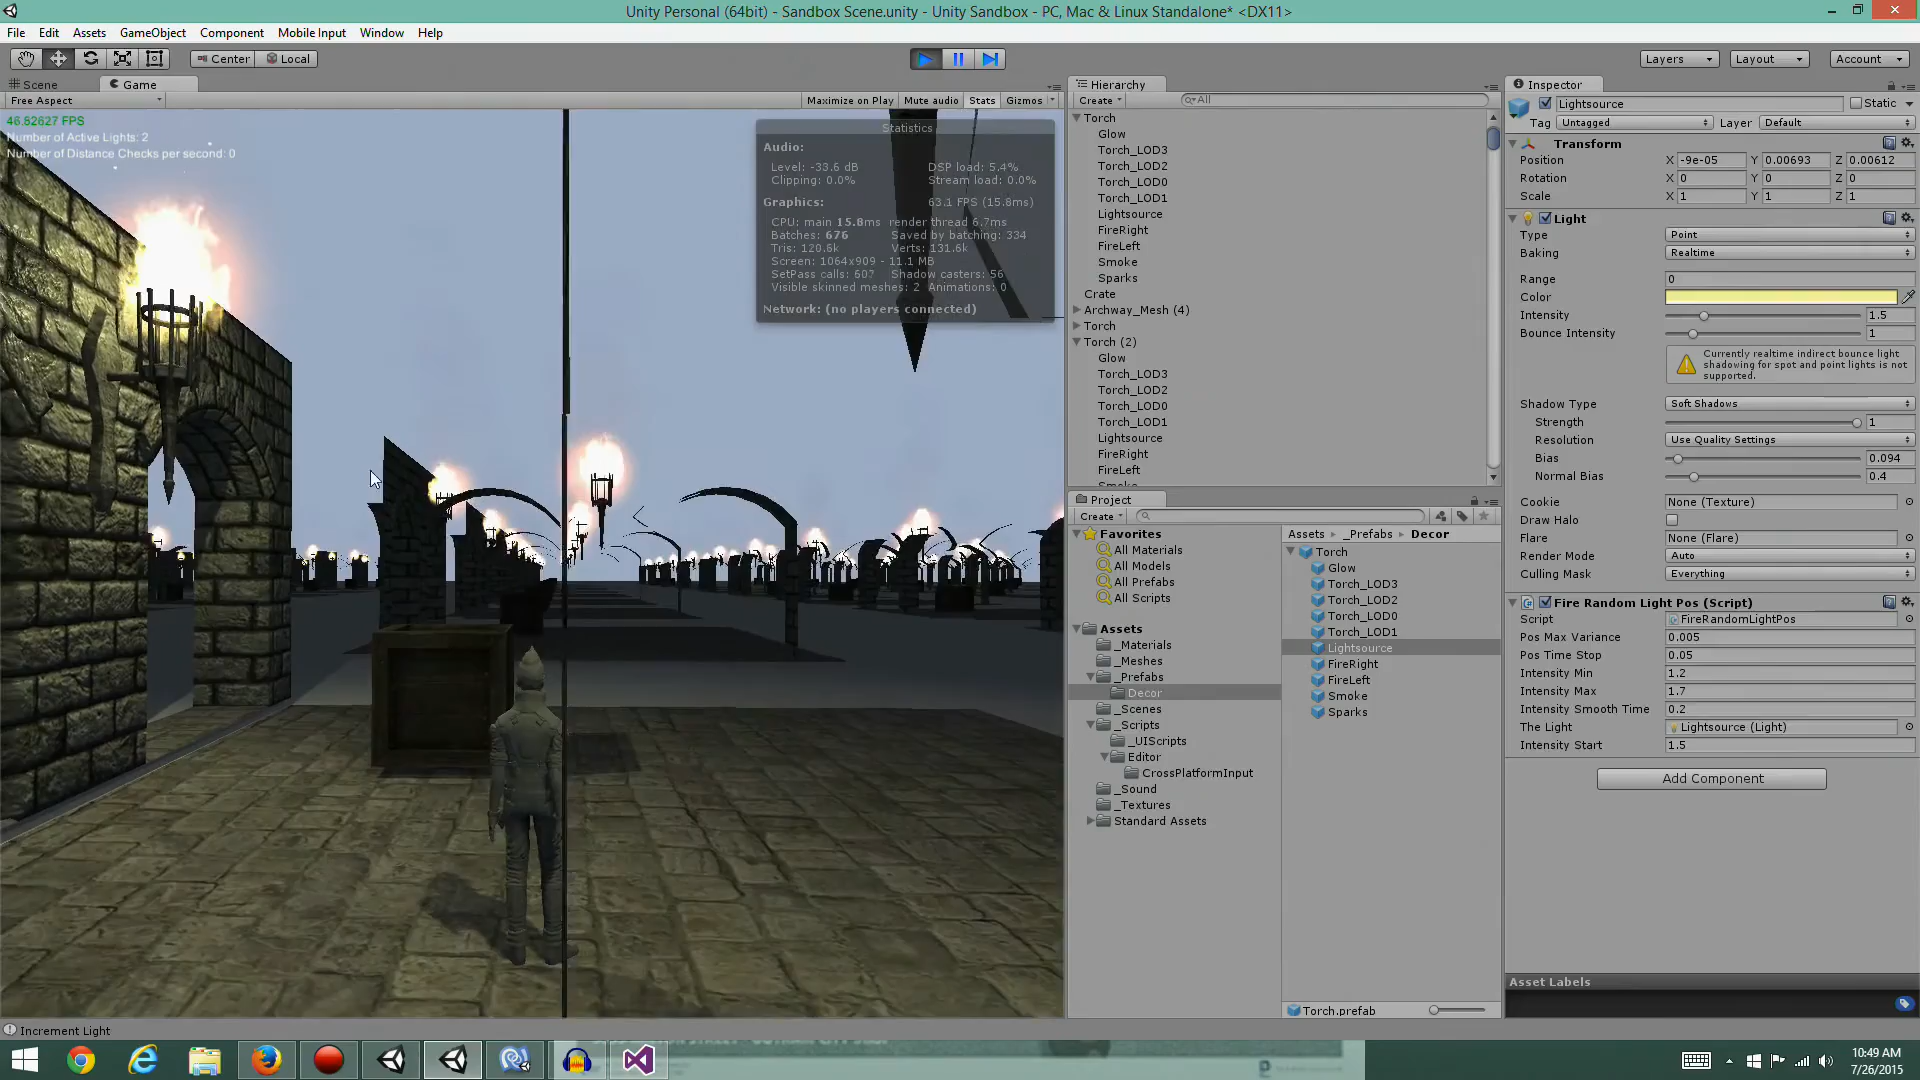 Unity Personal (64bit) - Sandbox Scene.unity - Unity Sandbox - PC, Mac & Linux Standalone* <DX11>
File Edit Assets GameObject Component Mobile Input Window Help
Center Local Layers Layout Account
Scene Game
Free Aspect Maximize on Play Mute audio Stats Gizmos
46.82627 FPS
Number of Active Lights: 2
Number of Distance Checks per second: 0
Statistics
Audio:
Level: -33.6 dB DSP load: 5.4%
Clipping: 0.0% Stream load: 0.0%
Graphics: 63.1 FPS (15.8ms)
CPU: main 15.8ms render thread 6.7ms
Batches: 676 Saved by batching: 334
Tris: 120.6k Verts: 131.6k
Screen: 1064x909 - 11.1 MB
SetPass calls: 607 Shadow casters: 56
Visible skinned meshes: 2 Animations: 0
Network: (no players connected)
Hierarchy
Create All
Torch
Glow
Torch_LOD3
Torch_LOD2
Torch_LOD0
Torch_LOD1
Lightsource
FireRight
FireLeft
Smoke
Sparks
Crate
Archway_Mesh (4)
Torch
Torch (2)
Glow
Torch_LOD3
Torch_LOD2
Torch_LOD0
Torch_LOD1
Lightsource
FireRight
FireLeft
Smoke
Project
Create
Favorites
All Materials
All Models
All Prefabs
All Scripts
Assets
_Materials
_Meshes
_Prefabs
Decor
_Scenes
_Scripts
_UIScripts
Editor
CrossPlatformInput
_Sound
_Textures
Standard Assets
Assets _Prefabs Decor
Torch
Glow
Torch_LOD3
Torch_LOD2
Torch_LOD0
Torch_LOD1
Lightsource
FireRight
FireLeft
Smoke
Sparks
Torch.prefab
Inspector
Lightsource Static
Tag Untagged Layer Default
Transform
Position X -9e-05 Y 0.00693 Z 0.00612
Rotation X 0 Y 0 Z 0
Scale X 1 Y 1 Z 1
Light
Type Point
Baking Realtime
Range 0
Color
Intensity 1.5
Bounce Intensity 1
Currently realtime indirect bounce light
shadowing for spot and point lights is not
supported.
Shadow Type Soft Shadows
Strength 1
Resolution Use Quality Settings
Bias 0.094
Normal Bias 0.4
Cookie None (Texture)
Draw Halo
Flare None (Flare)
Render Mode Auto
Culling Mask Everything
Fire Random Light Pos (Script)
Script FireRandomLightPos
Pos Max Variance 0.005
Pos Time Stop 0.05
Intensity Min 1.2
Intensity Max 1.7
Intensity Smooth Time 0.2
The Light Lightsource (Light)
Intensity Start 1.5
Add Component
Asset Labels
Increment Light
10:49 AM
7/26/2015